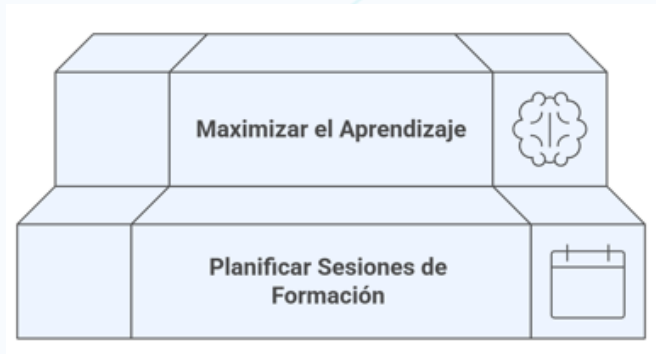 Maximizar el Aprendizaje
Planificar Sesiones de
Formación